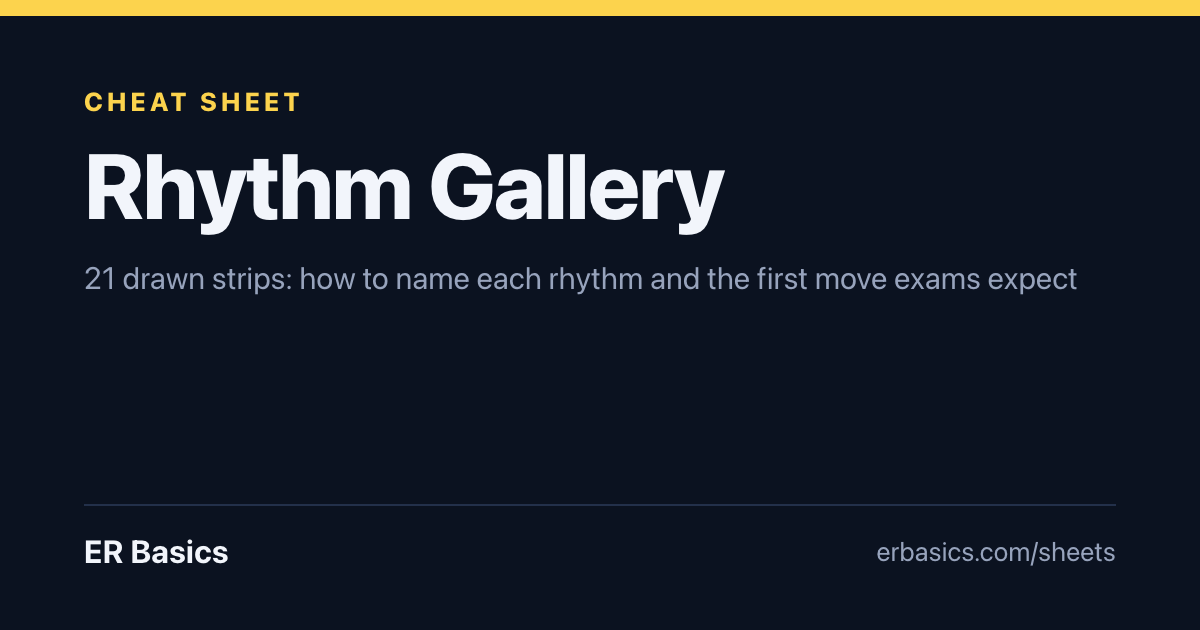 CHEAT SHEET
Rhythm Gallery
21 drawn strips: how to name each rhythm and the first move exams expect
ER Basics
erbasics.com/sheets